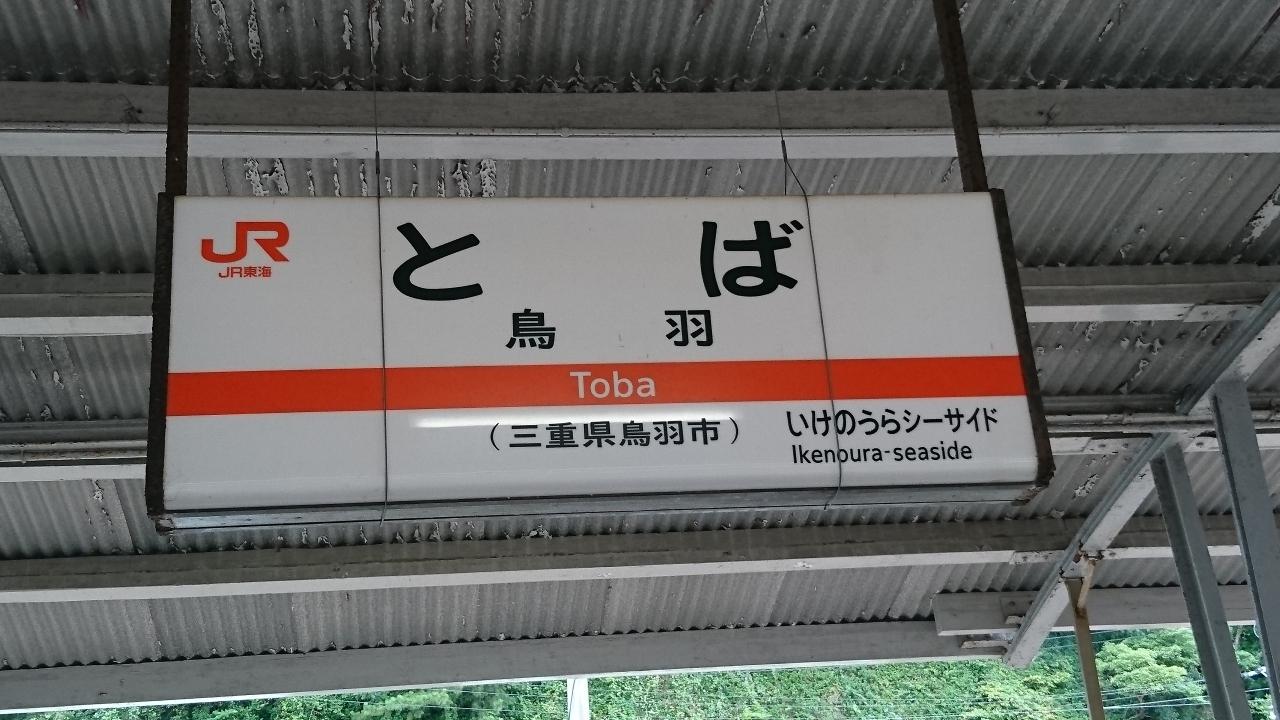 JR
JR東海
とば
鳥羽
Toba
（三重県鳥羽市）
いけのうらシーサイド
Ikenoura-seaside